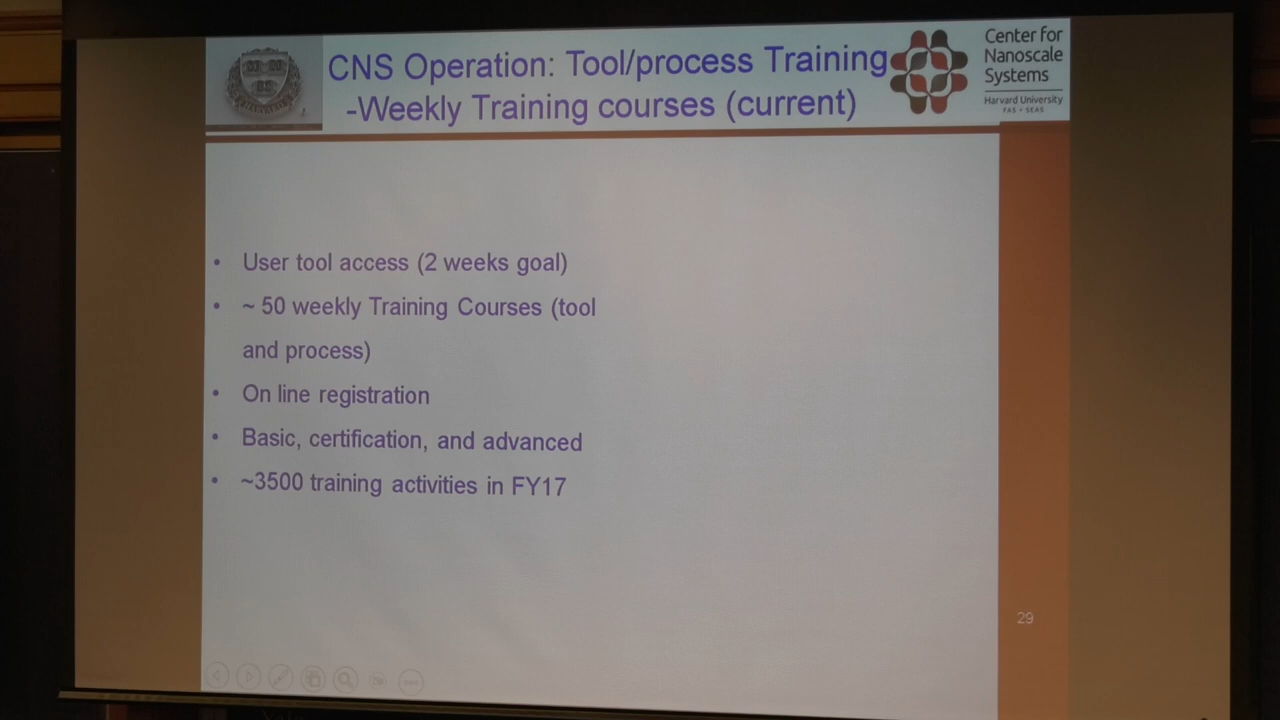 CNS Operation: Tool/process Training
-Weekly Training courses (current)
Center for
Nanoscale
Systems
Harvard University
FAS • SEAS
• User tool access (2 weeks goal)
• ~ 50 weekly Training Courses (tool
and process)
• On line registration
• Basic, certification, and advanced
• ~3500 training activities in FY17
29